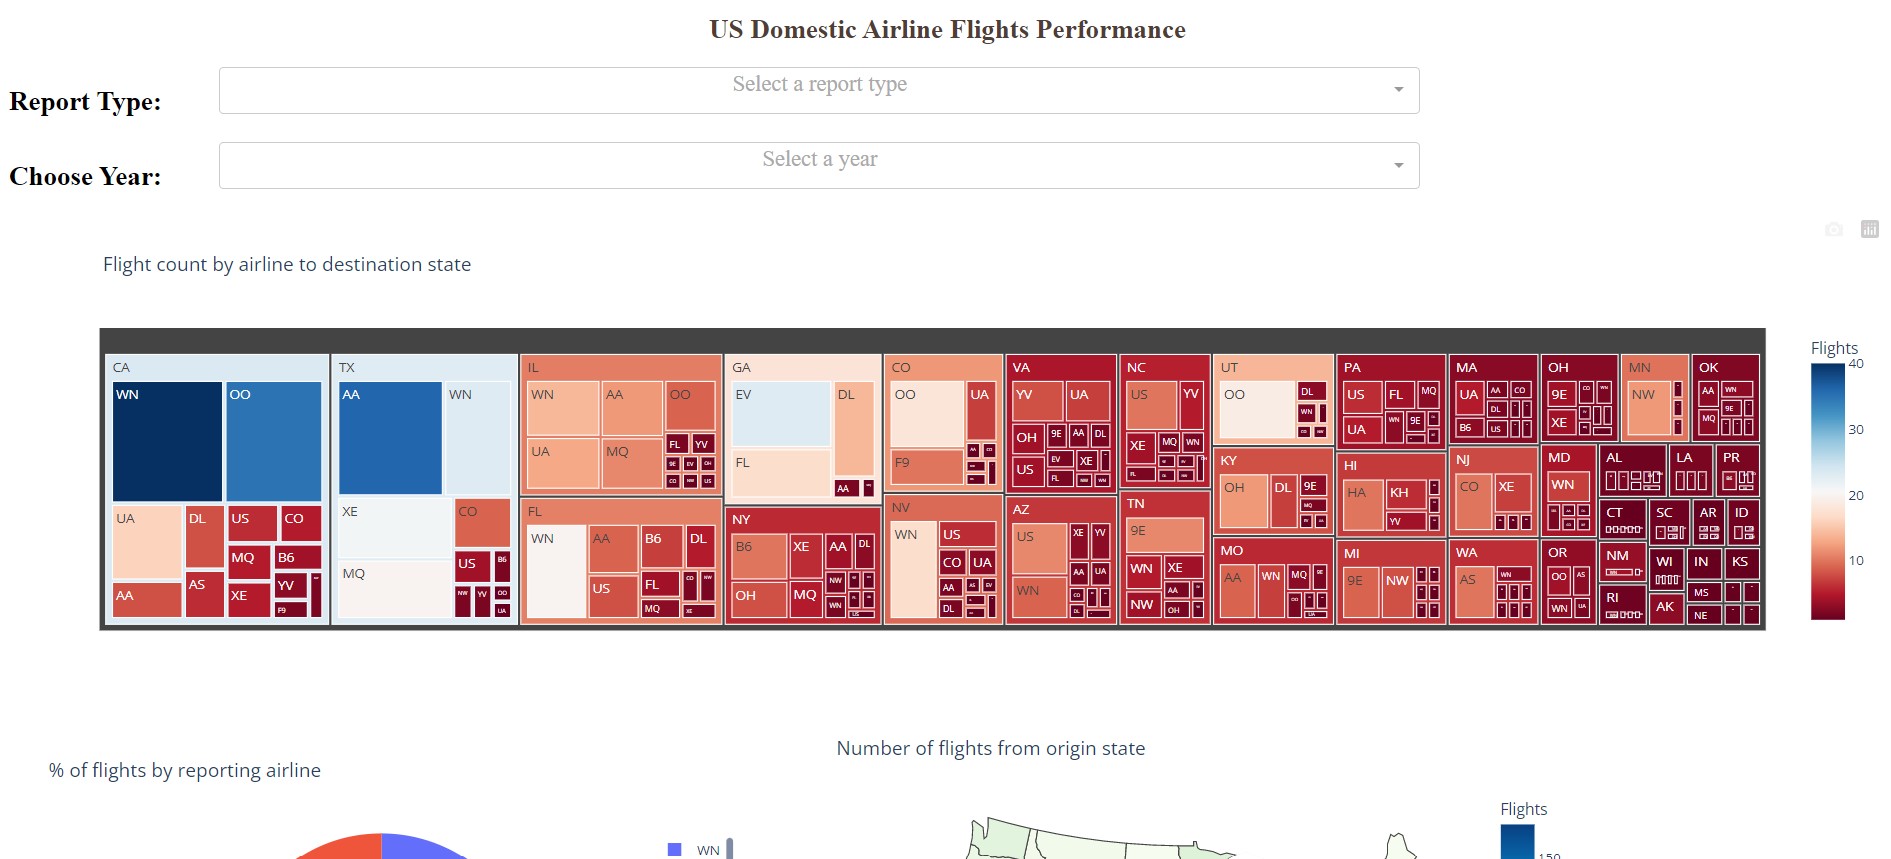 US Domestic Airline Flights Performance
Report Type:
Select a report type
Choose Year:
Select a year
Flight count by airline to destination state
Flights
40
30
20
10
CA
WN
OO
UA
DL
US
CO
MQ
B6
AA
AS
XE
YV
F9
TX
AA
WN
XE
CO
MQ
US
B6
NW
YV
OO
UA
IL
WN
AA
OO
UA
MQ
FL
YV
9E
EV
OH
CO
NW
US
FL
WN
AA
B6
DL
US
FL
CO
NW
MQ
XE
GA
EV
DL
FL
AA
NY
B6
XE
AA
DL
OH
MQ
NW
WN
US
CO
OO
UA
F9
AA
CO
NV
WN
US
CO
UA
AA
AS
EV
DL
VA
YV
UA
OH
9E
AA
DL
US
EV
XE
FL
NW
WN
AZ
US
XE
YV
WN
AA
UA
CO
DL
NC
US
YV
XE
MQ
WN
FL
TN
9E
WN
XE
AA
NW
OH
UT
OO
DL
WN
KY
OH
DL
9E
MQ
MO
AA
WN
MQ
9E
OO
UA
PA
US
FL
MQ
UA
WN
9E
HI
HA
KH
YV
MI
9E
NW
MA
UA
AA
CO
DL
B6
US
NJ
CO
XE
WA
AS
WN
OH
9E
CO
WN
XE
MD
WN
OR
OO
AS
WN
UA
MN
NW
OK
AA
WN
9E
MQ
AL
LA
PR
CT
SC
AR
ID
NM
WI
IN
KS
RI
AK
MS
NE
% of flights by reporting airline
WN
Number of flights from origin state
Flights
150